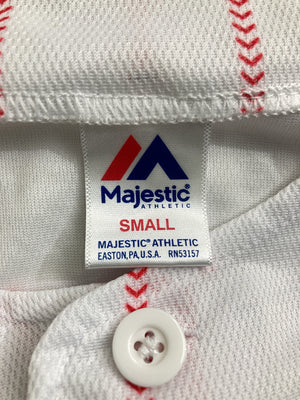 Majestic®
ATHLETIC
SMALL
MAJESTIC® ATHLETIC
EASTON, PA, U.S.A. RN53157